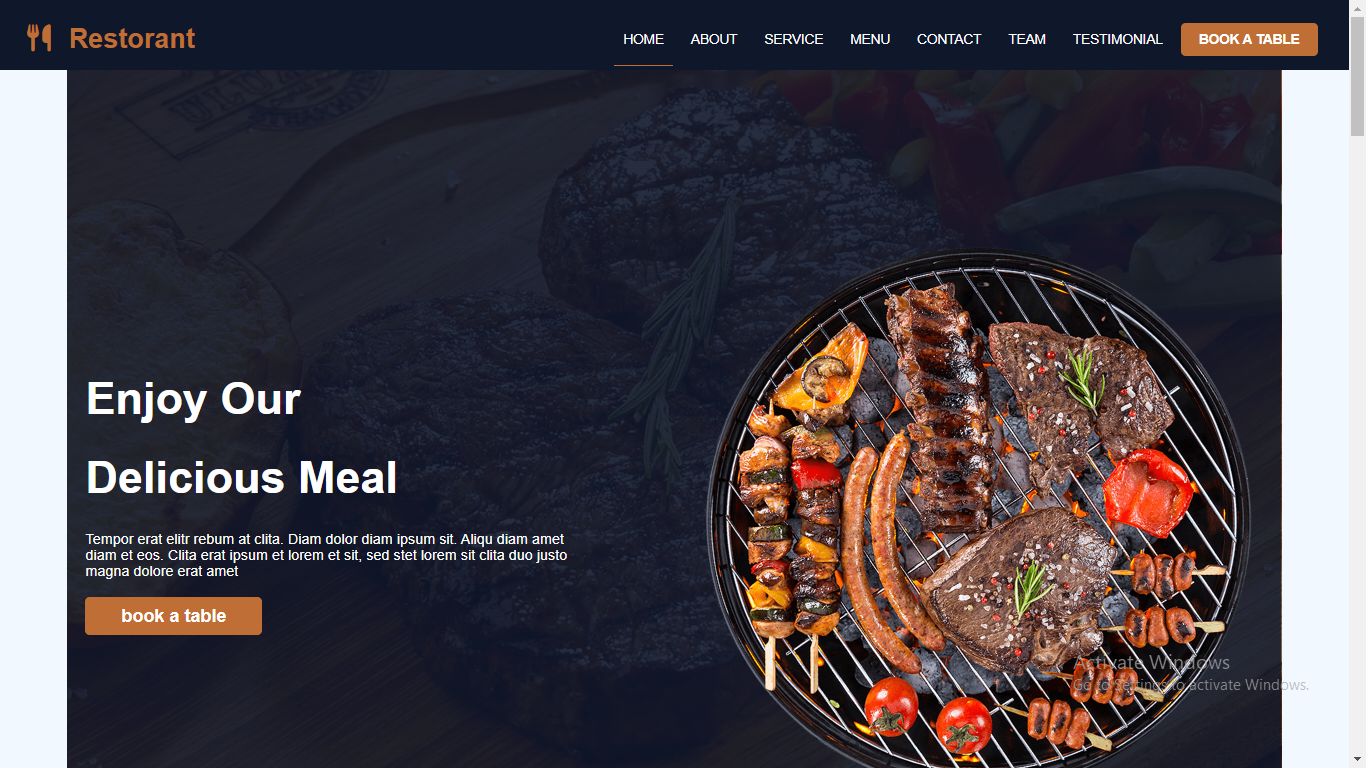 Restorant
HOME ABOUT SERVICE MENU CONTACT TEAM TESTIMONIAL BOOK A TABLE
Enjoy Our
Delicious Meal
Tempor erat elitr rebum at clita. Diam dolor diam ipsum sit. Aliqu diam amet
diam et eos. Clita erat ipsum et lorem et sit, sed stet lorem sit clita duo justo
magna dolore erat amet
book a table
Activate Windows
Go to Settings to activate Windows.